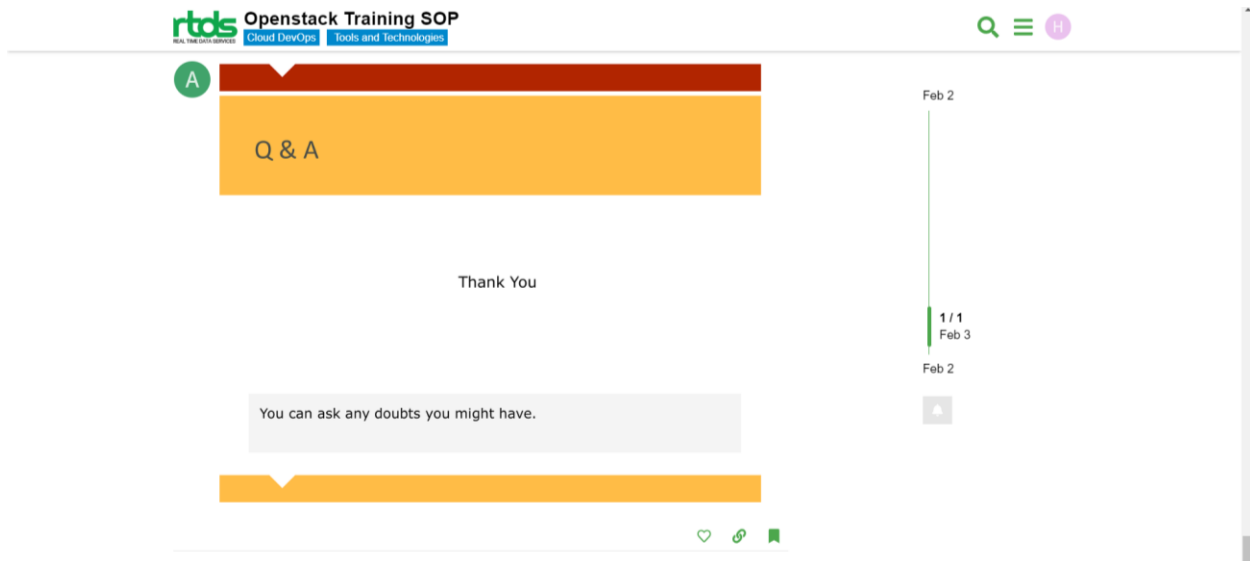 rtds
REAL TIME DATA SERVICES
Openstack Training SOP
Cloud DevOps Tools and Technologies
H
A
Feb 2
Q & A
Thank You
1 / 1
Feb 3
Feb 2
You can ask any doubts you might have.